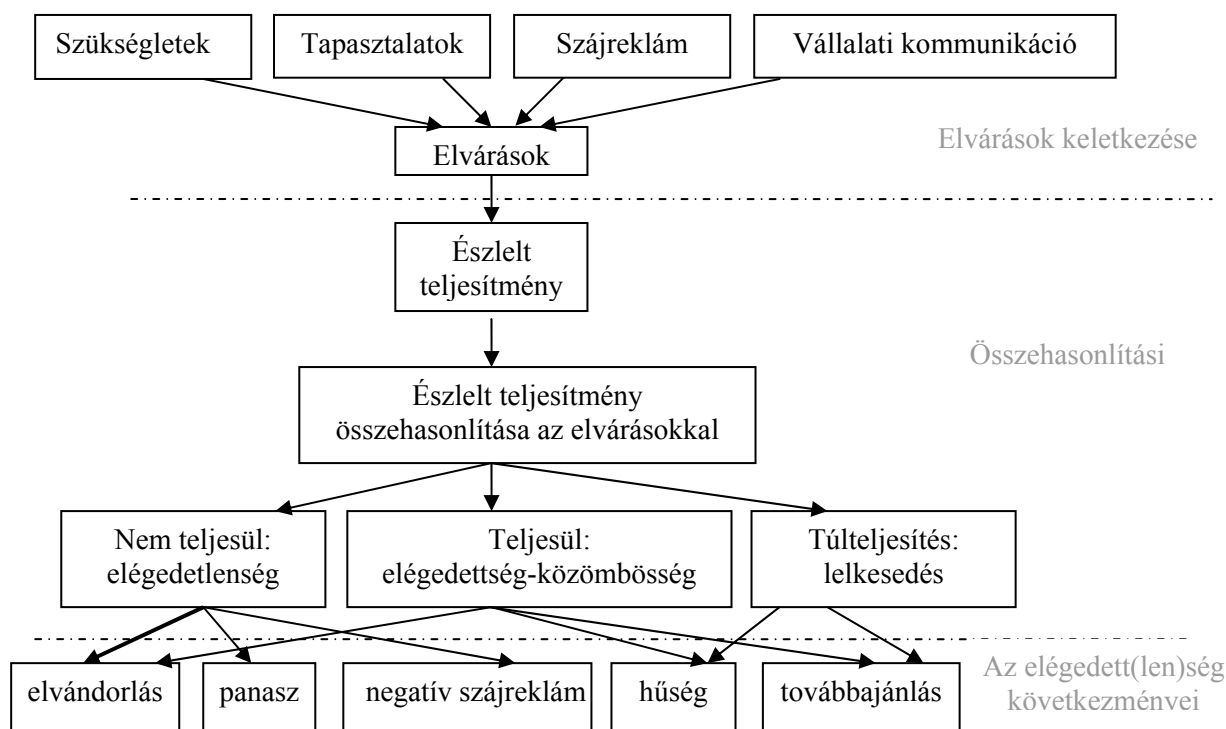 Szükségletek
Tapasztalatok
Szájreklám
Vállalati kommunikáció
Elvárások
Elvárások keletkezése
Észlelt
teljesítmény
Összehasonlítási
Észlelt teljesítmény
összehasonlítása az elvárásokkal
Nem teljesül:
elégedetlenség
Teljesül:
elégedettség-közömbösség
Túlteljesítés:
lelkesedés
elvándorlás
panasz
negatív szájreklám
hűség
továbbajánlás
Az elégedett(len)ség
következményei